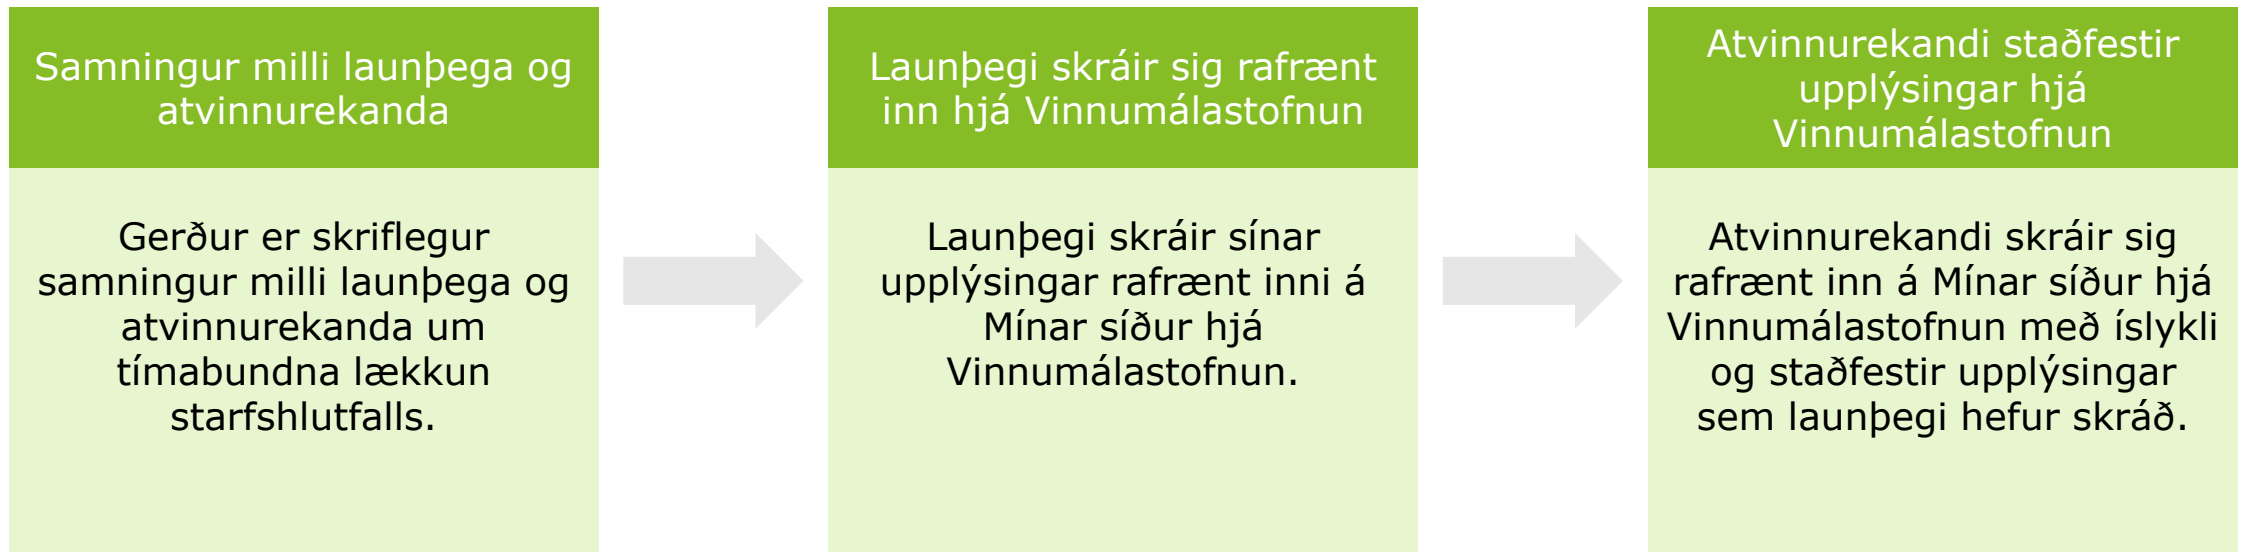 Samningur milli launþega og
atvinnurekanda
Gerður er skriflegur
samningur milli launþega og
atvinnurekanda um
tímabundna lækkun
starfshlutfalls.
Launþegi skráir sig rafrænt
inn hjá Vinnumálastofnun
Launþegi skráir sínar
upplýsingar rafrænt inni á
Mínar síður hjá
Vinnumálastofnun.
Atvinnurekandi staðfestir
upplýsingar hjá
Vinnumálastofnun
Atvinnurekandi skráir sig
rafrænt inn á Mínar síður hjá
Vinnumálastofnun með íslykli
og staðfestir upplýsingar
sem launþegi hefur skráð.